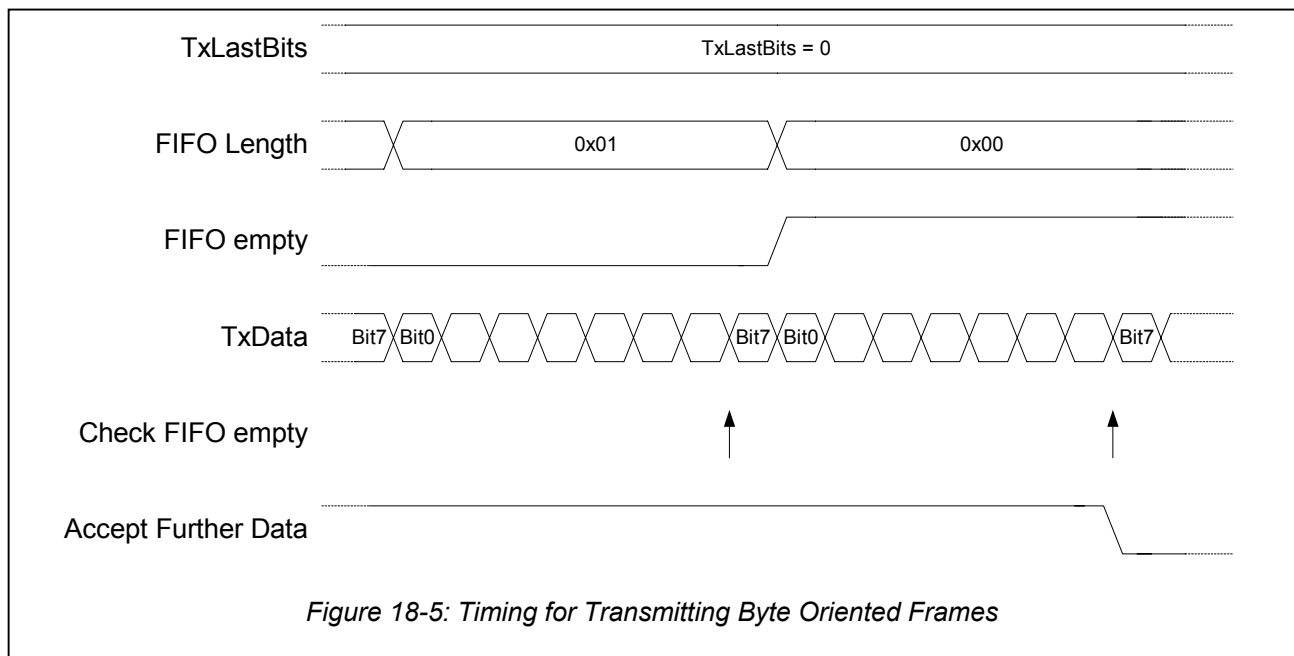 TxLastBits
TxLastBits = 0
FIFO Length
0x01
0x00
FIFO empty
TxData
Bit7
Bit0
Bit7
Bit0
Bit7
Check FIFO empty
Accept Further Data
Figure 18-5: Timing for Transmitting Byte Oriented Frames